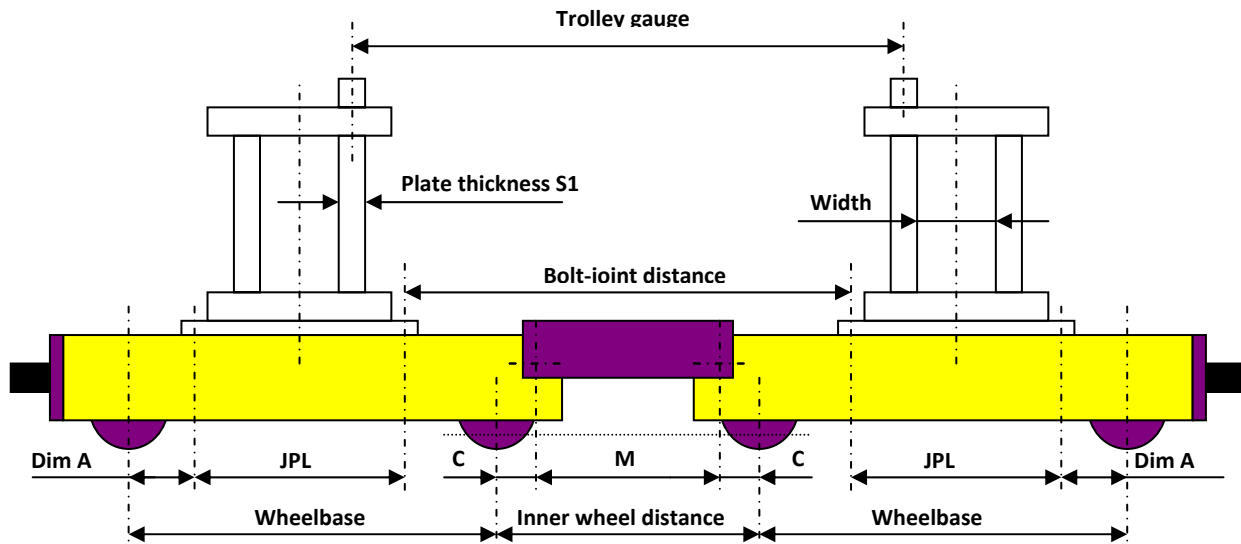 Trolley gauge
Plate thickness S1
Width
Bolt-joint distance
Dim A JPL C M C JPL Dim A
Wheelbase Inner wheel distance Wheelbase